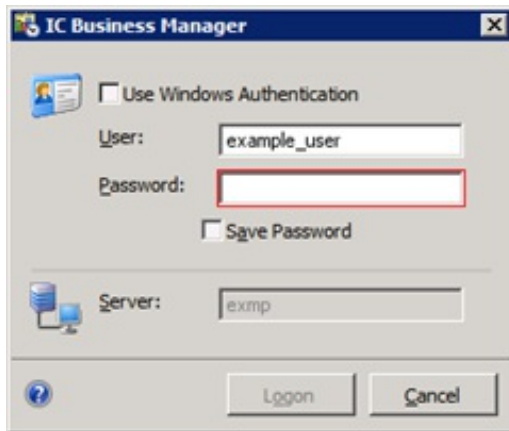 IC Business Manager
Use Windows Authentication
User: example_user
Password:
Save Password
Server: exmp
Logon Cancel